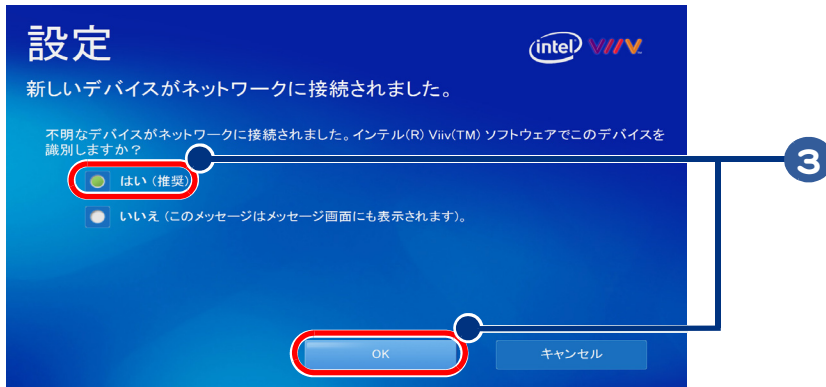 設定
intel VIIV
新しいデバイスがネットワークに接続されました。
不明なデバイスがネットワークに接続されました。インテル(R) Viiv(TM) ソフトウェアでこのデバイスを
識別しますか?
はい (推奨)
3
いいえ (このメッセージはメッセージ画面にも表示されます)。
OK
キャンセル